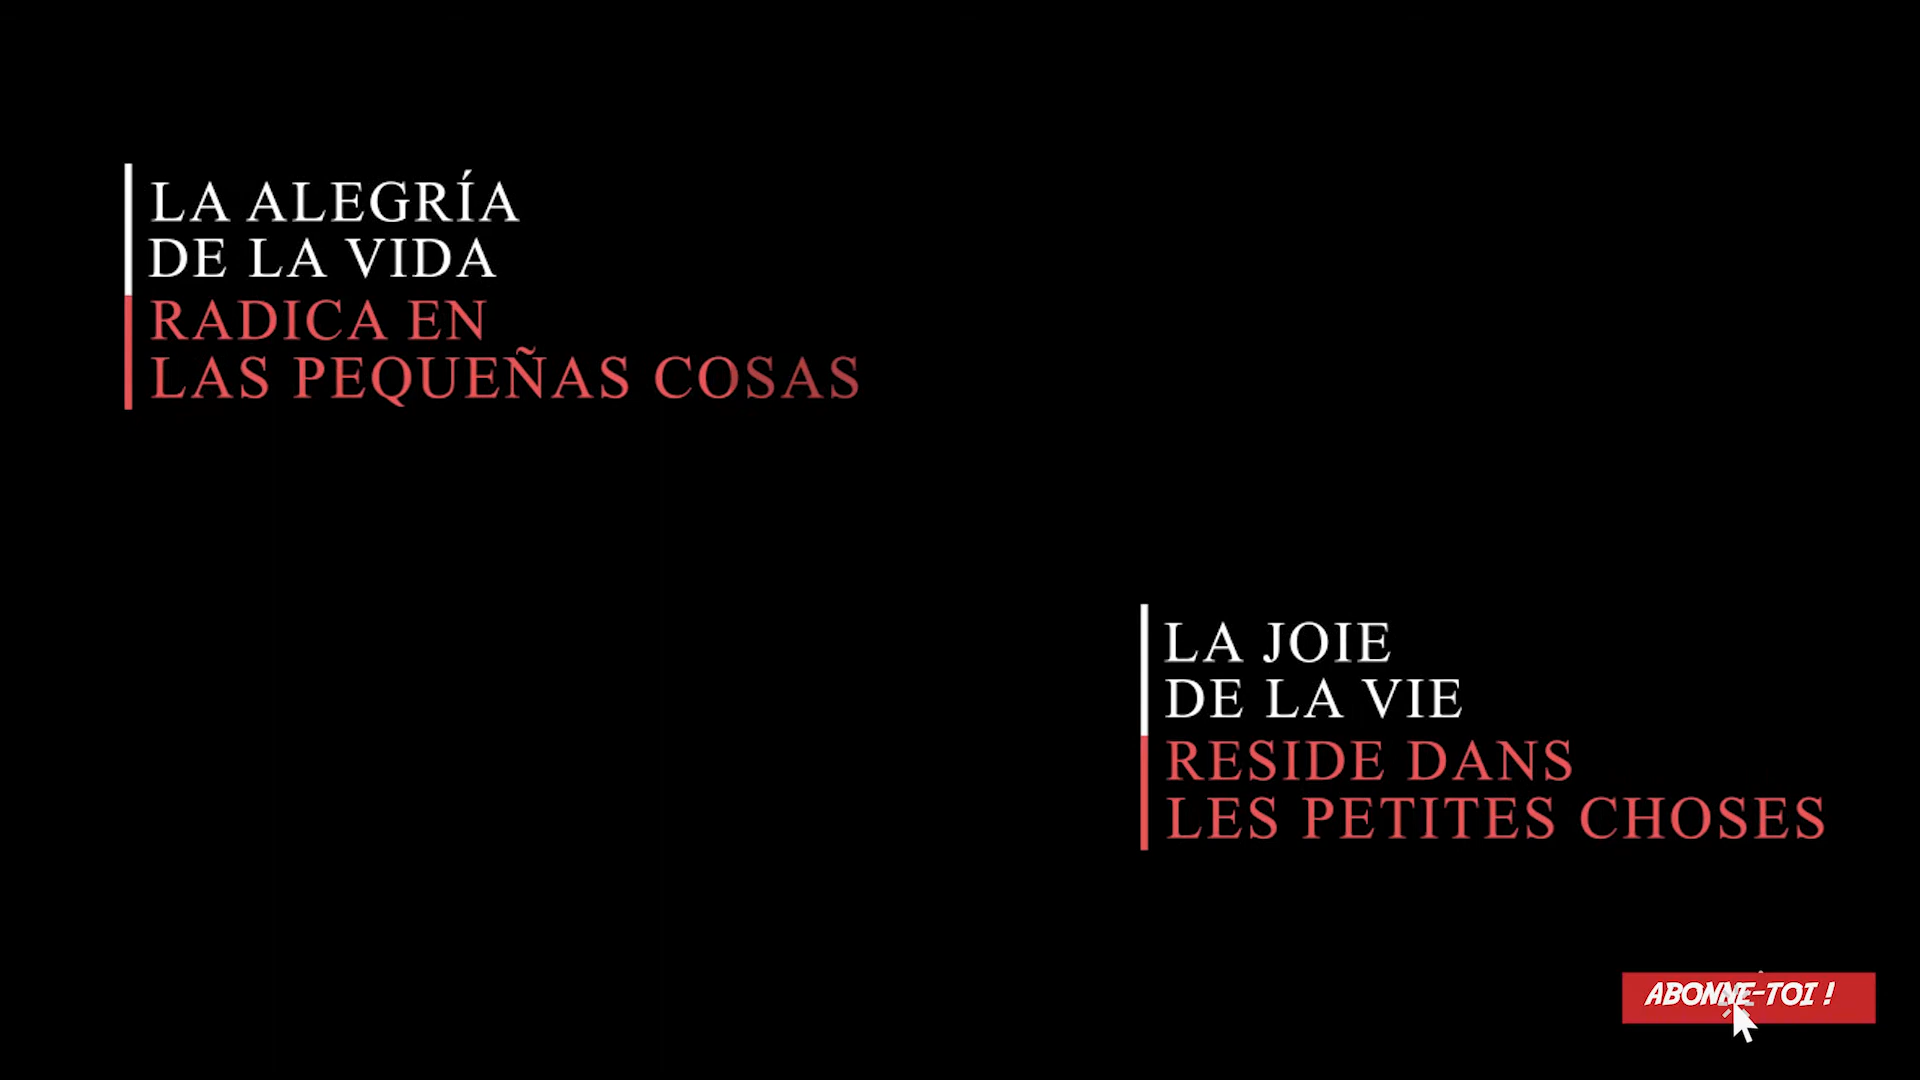 LA ALEGRÍA
DE LA VIDA
RADICA EN
LAS PEQUEÑAS COSAS
LA JOIE
DE LA VIE
RESIDE DANS
LES PETITES CHOSES
ABONNE-TOI !